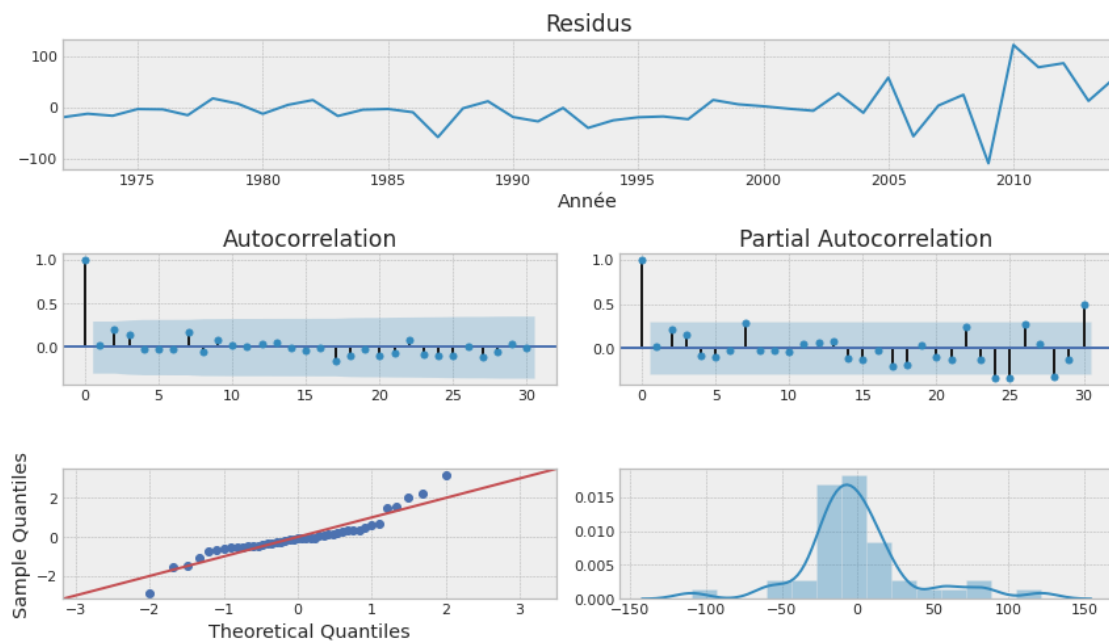 Residus
100
0
−100
1975 1980 1985 1990 1995 2000 2005 2010
Année
Autocorrelation
1.0
0.5
0.0
0 5 10 15 20 25 30
Partial Autocorrelation
1.0
0.5
0.0
0 5 10 15 20 25 30
Sample Quantiles
2
0
−2
−3 −2 −1 0 1 2 3
Theoretical Quantiles
0.015
0.010
0.005
0.000
−150 −100 −50 0 50 100 150